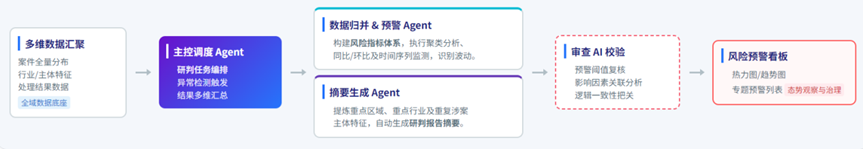 多维数据汇聚
案件全量分布
行业/主体特征
处理结果数据
全域数据底座
主控调度 Agent
研判任务编排
异常检测触发
结果多维汇总
数据归并 & 预警 Agent
构建风险指标体系，执行聚类分析、
同比/环比及时间序列监测，识别波动。
摘要生成 Agent
提炼重点区域、重点行业及重复涉案
主体特征，自动生成研判报告摘要。
审查 AI 校验
预警阈值复核
影响因素关联分析
逻辑一致性把关
风险预警看板
热力图/趋势图
专题预警列表 态势观察与治理